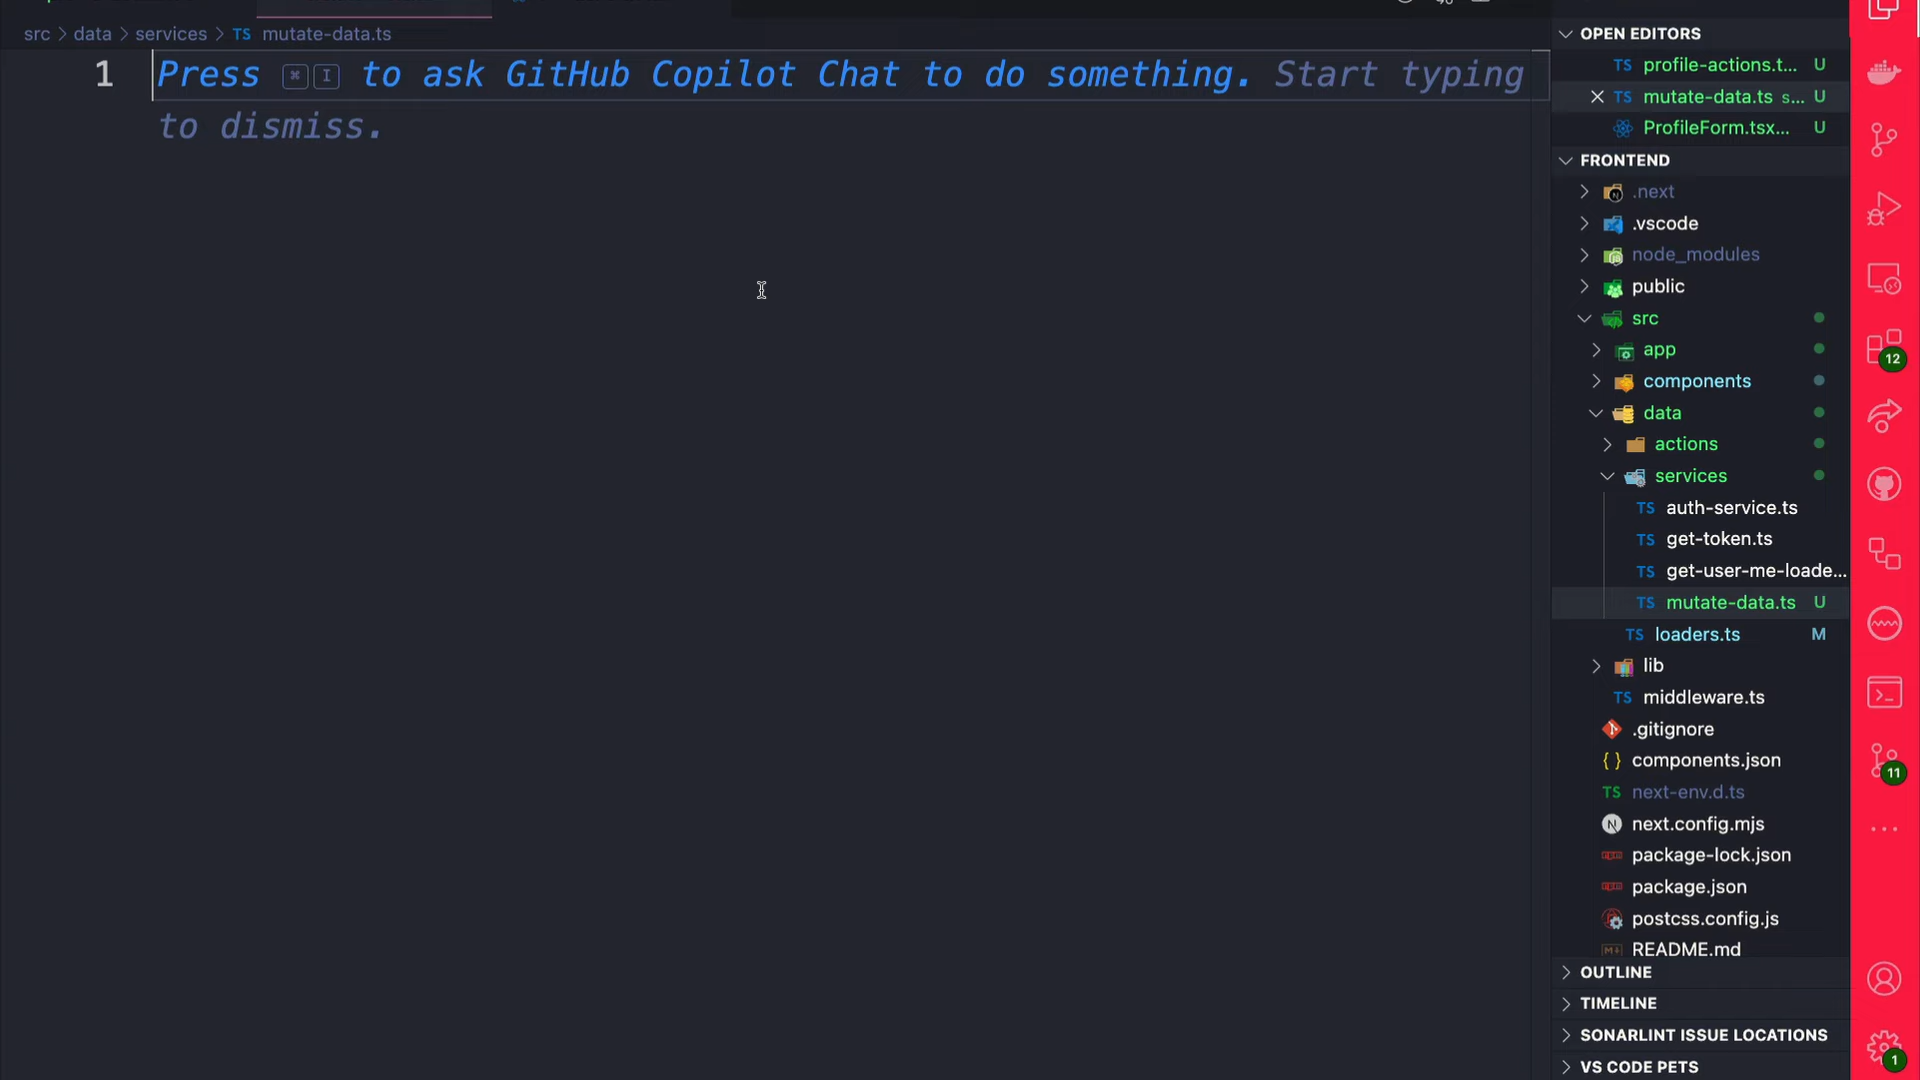 src > data > services > TS mutate-data.ts
1
Press ⌘ I to ask GitHub Copilot Chat to do something. Start typing
to dismiss.
OPEN EDITORS
TS profile-actions.t... U
TS mutate-data.ts s... U
ProfileForm.tsx... U
FRONTEND
.next
.vscode
node_modules
public
src
app
components
data
actions
services
TS auth-service.ts
TS get-token.ts
TS get-user-me-loade...
TS mutate-data.ts U
TS loaders.ts M
lib
TS middleware.ts
.gitignore
{ } components.json
TS next-env.d.ts
N next.config.mjs
package-lock.json
package.json
postcss.config.js
README.md
OUTLINE
TIMELINE
SONARLINT ISSUE LOCATIONS
VS CODE PETS
12
11
1